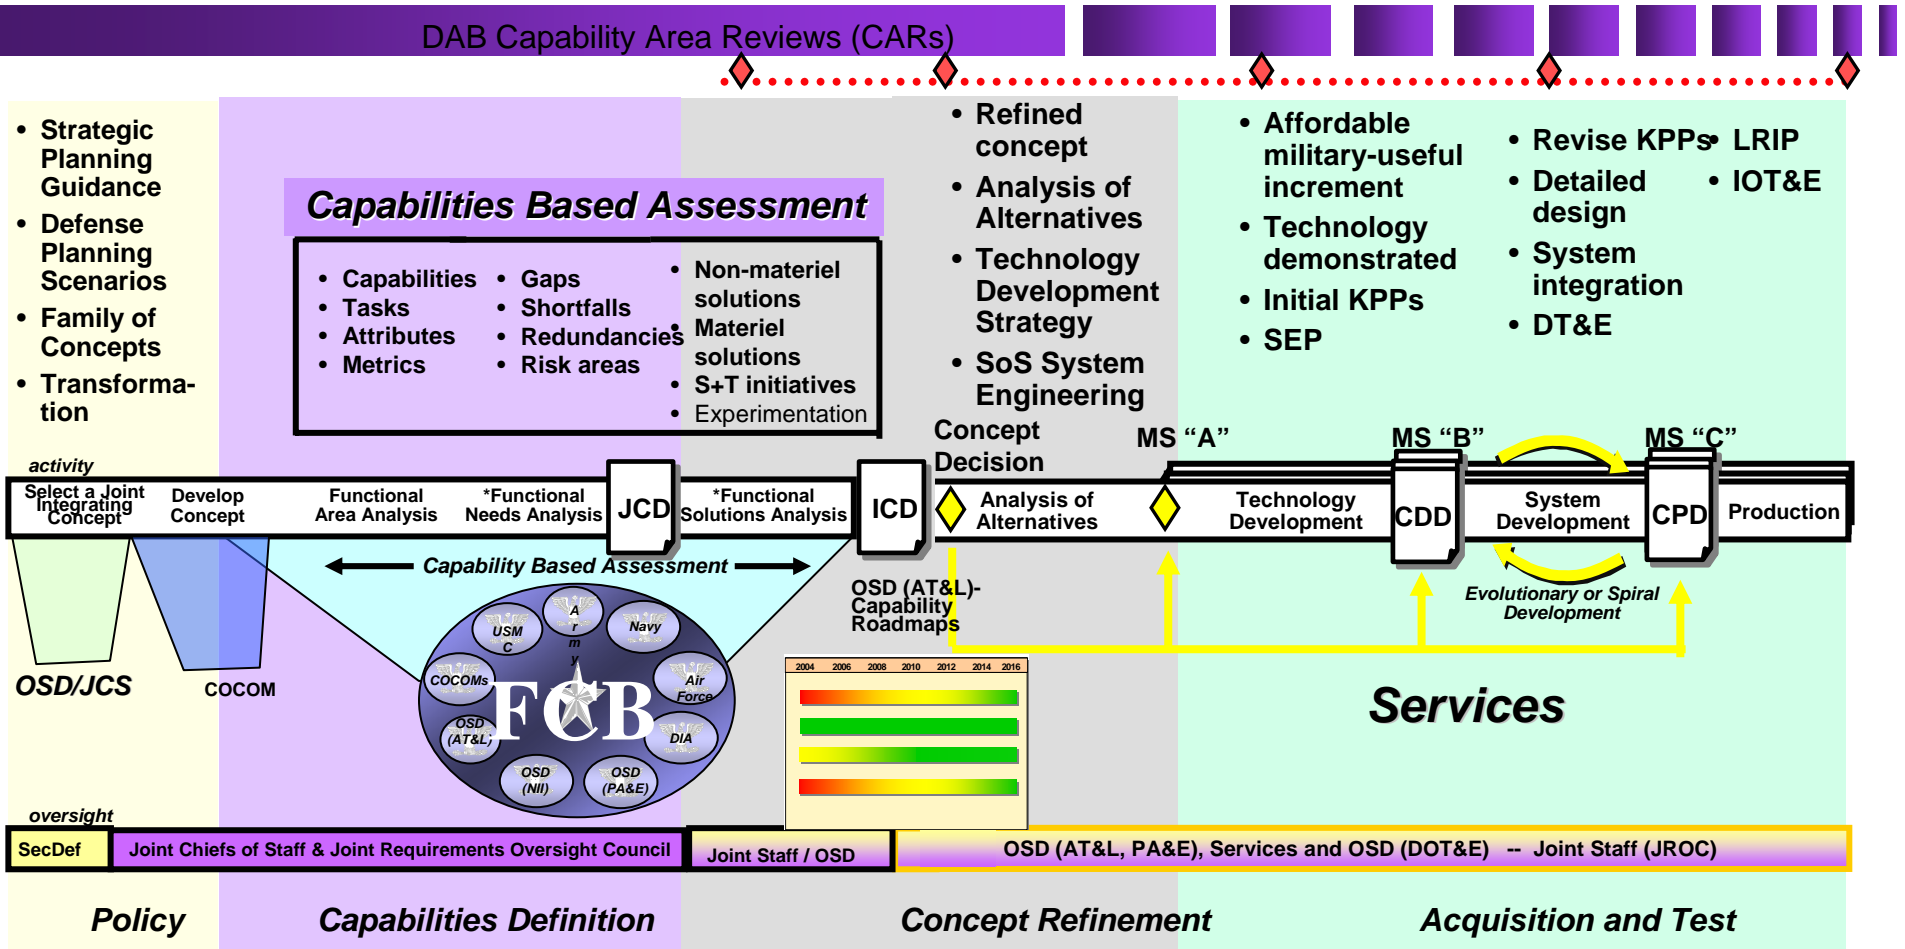 DAB Capability Area Reviews (CARs)
• Strategic
Planning
Guidance
• Defense
Planning
Scenarios
• Family of
Concepts
• Transforma-
tion
Capabilities Based Assessment
• Capabilities
• Tasks
• Attributes
• Metrics
• Gaps
• Shortfalls
• Redundancies
• Risk areas
• Non-materiel
solutions
• Materiel
solutions
• S+T initiatives
• Experimentation
• Refined
concept
• Analysis of
Alternatives
• Technology
Development
Strategy
• SoS System
Engineering
• Affordable
military-useful
increment
• Technology
demonstrated
• Initial KPPs
• SEP
• Revise KPPs
• Detailed
design
• System
integration
• DT&E
• LRIP
• IOT&E
Concept
Decision
MS “A”
MS “B”
MS “C”
activity
Select a Joint
Integrating
Concept
Develop
Concept
Functional
Area Analysis
*Functional
Needs Analysis
JCD
*Functional
Solutions Analysis
ICD
Analysis of
Alternatives
Technology
Development
CDD
System
Development
CPD
Production
Capability Based Assessment
OSD (AT&L)-
Capability
Roadmaps
Evolutionary or Spiral
Development
OSD/JCS
COCOM
USM
C
A
r
m
y
Navy
COCOMs
Air
Force
FCB
OSD
(AT&L)
DIA
OSD
(NII)
OSD
(PA&E)
2004 2006 2008 2010 2012 2014 2016
Services
oversight
SecDef
Joint Chiefs of Staff & Joint Requirements Oversight Council
Joint Staff / OSD
OSD (AT&L, PA&E), Services and OSD (DOT&E) -- Joint Staff (JROC)
Policy
Capabilities Definition
Concept Refinement
Acquisition and Test